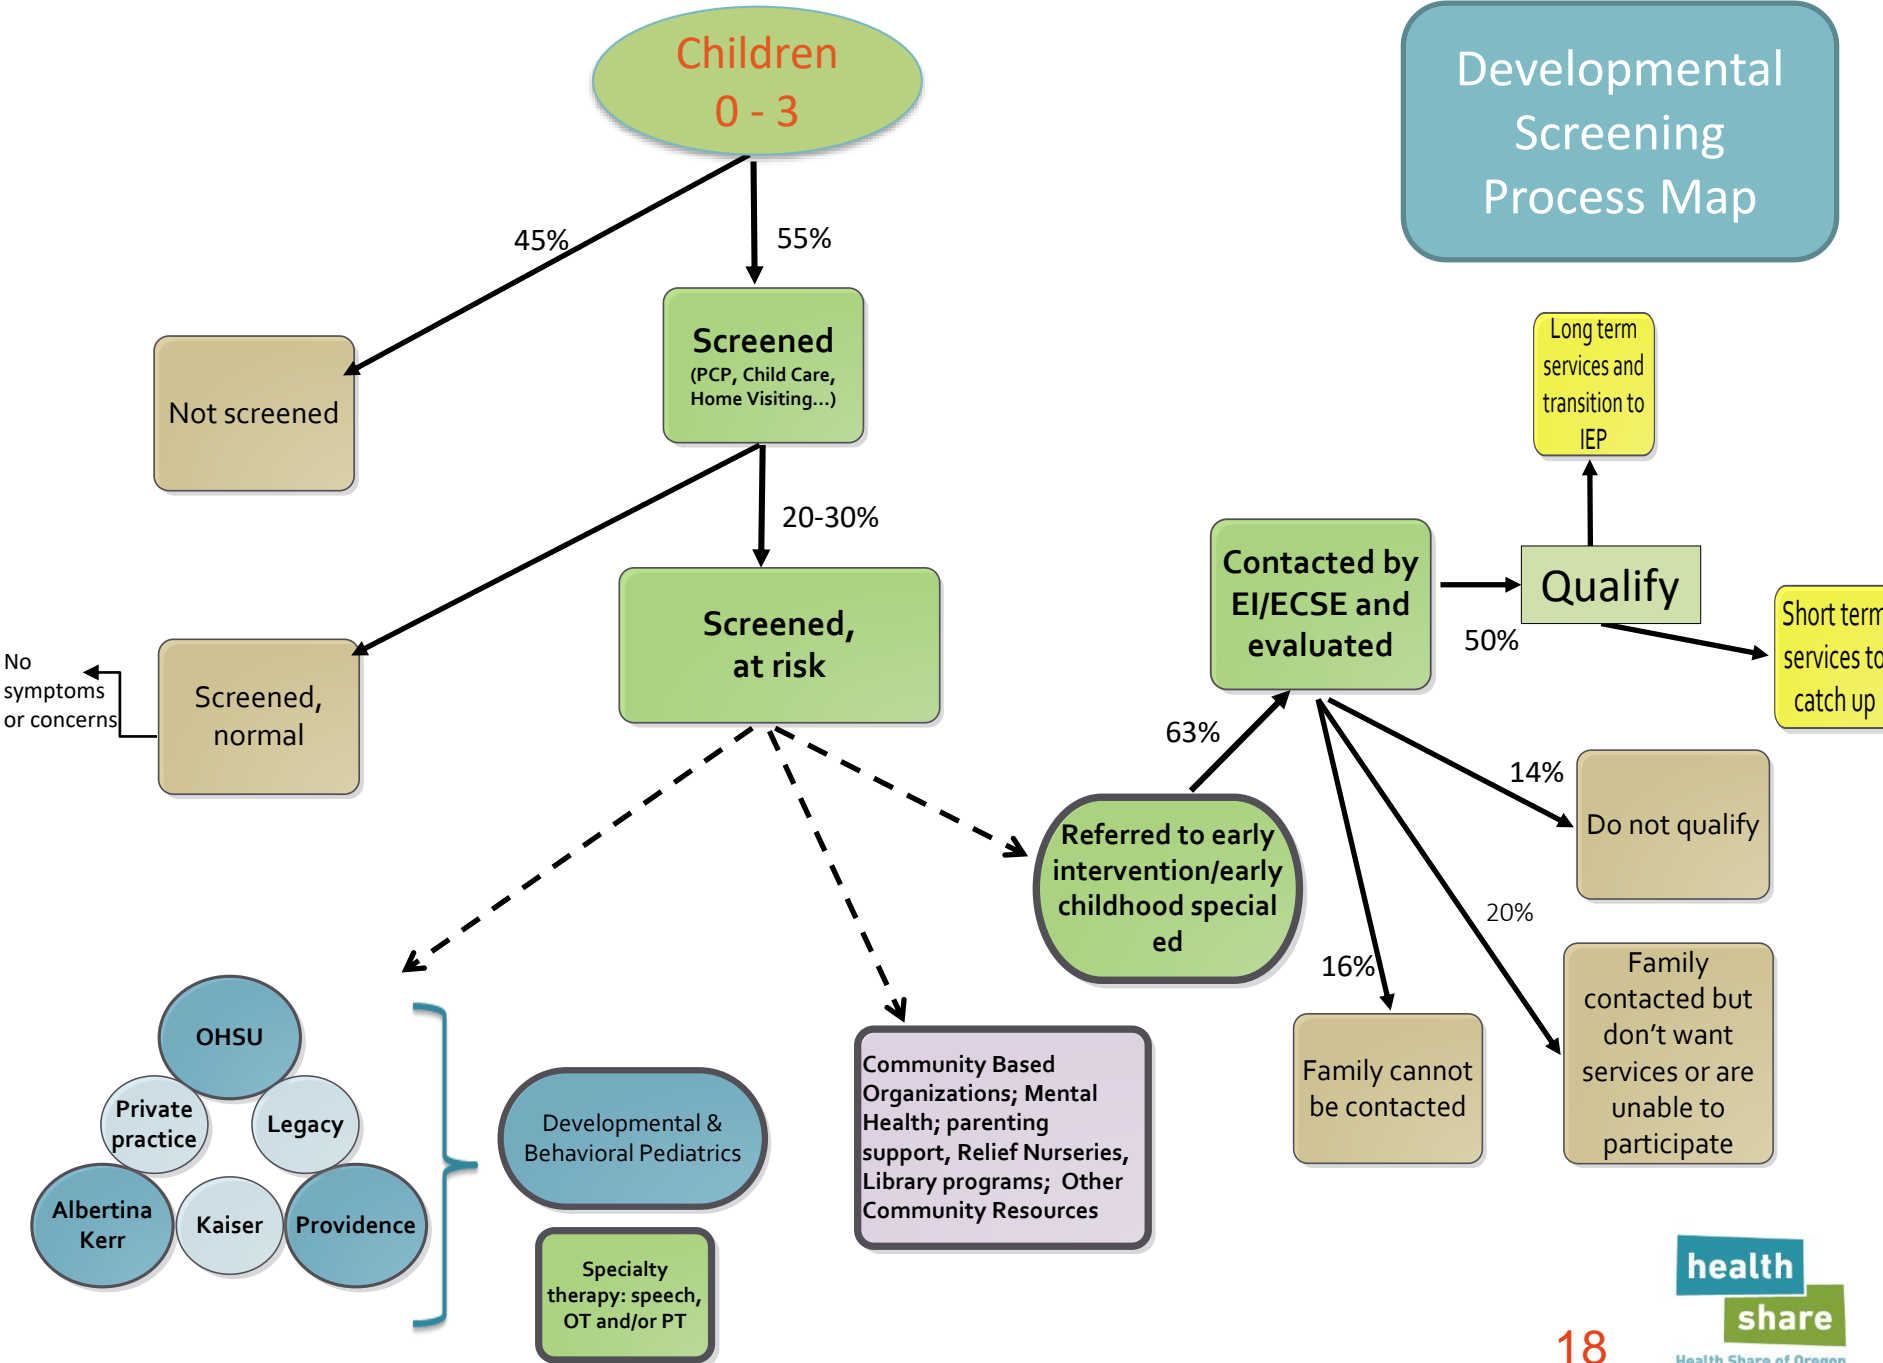 Children
0 - 3
Developmental
Screening
Process Map
45%
55%
Not screened
Screened
(PCP, Child Care,
Home Visiting...)
Long term
services and
transition to
IEP
20-30%
Contacted by
EI/ECSE and
evaluated
Qualify
50%
Short term
services to
catch up
Screened,
at risk
No
symptoms
or concerns
Screened,
normal
63%
14%
Do not qualify
Referred to early
intervention/early
childhood special
ed
20%
16%
Family cannot
be contacted
Family
contacted but
don't want
services or are
unable to
participate
OHSU
Private
practice
Legacy
Albertina
Kerr
Kaiser
Providence
Developmental &
Behavioral Pediatrics
Specialty
therapy: speech,
OT and/or PT
Community Based
Organizations; Mental
Health; parenting
support, Relief Nurseries,
Library programs; Other
Community Resources
health
share
Health Share of Oregon
18